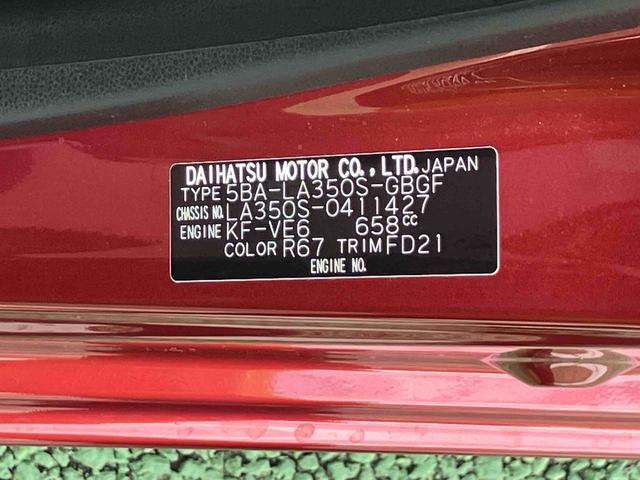 DAIHATSU MOTOR CO.,LTD. JAPAN
TYPE 5BA-LA350S-GBGF
CHASSIS NO. LA350S-0411427
ENGINE KF-VE6 658cc
COLOR R67 TRIM FD21
ENGINE NO.